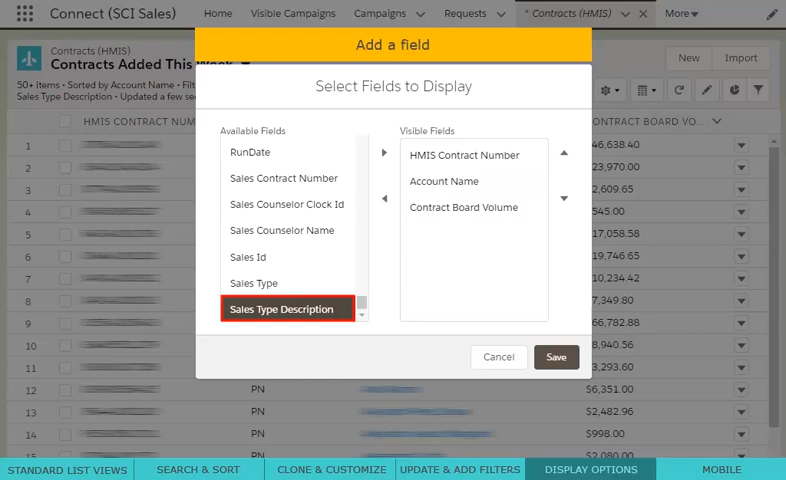 Connect (SCI Sales)
Home
Visible Campaigns
Campaigns
Requests
* Contracts (HMIS)
More
Add a field
Contracts (HMIS)
Contracts Added This Week
New
Import
50+ items • Sorted by Account Name •
Sales Type Description • Updated a few
Select Fields to Display
HMIS CONTRACT NUM
CONTRACT BOARD VO...
Available Fields
Visible Fields
RunDate
Sales Contract Number
Sales Counselor Clock Id
Sales Counselor Name
Sales Id
Sales Type
Sales Type Description
HMIS Contract Number
Account Name
Contract Board Volume
Cancel
Save
1
46,638.40
2
23,970.00
3
2,609.65
4
545.00
5
17,058.58
6
19,746.65
7
10,234.42
8
7,349.80
9
66,782.88
10
8,940.56
11
3,293.60
12
PN
$6,351.00
13
PN
$2,482.96
14
PN
$998.00
15
PN
$2,080.00
STANDARD LIST VIEWS
SEARCH & SORT
CLONE & CUSTOMIZE
UPDATE & ADD FILTERS
DISPLAY OPTIONS
MOBILE